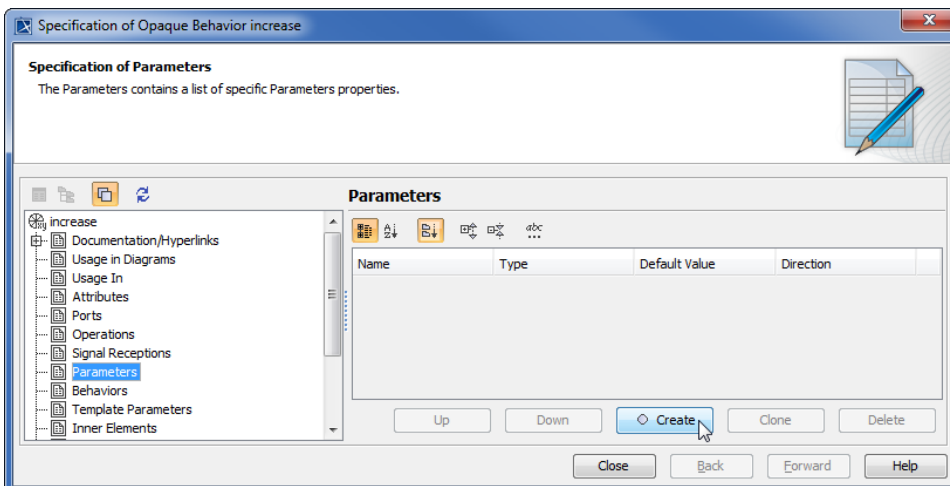 Specification of Opaque Behavior increase
Specification of Parameters
The Parameters contains a list of specific Parameters properties.
increase
Documentation/Hyperlinks
Usage in Diagrams
Usage In
Attributes
Ports
Operations
Signal Receptions
Parameters
Behaviors
Template Parameters
Inner Elements
Parameters
Name Type Default Value Direction
Up Down Create Clone Delete
Close Back Forward Help